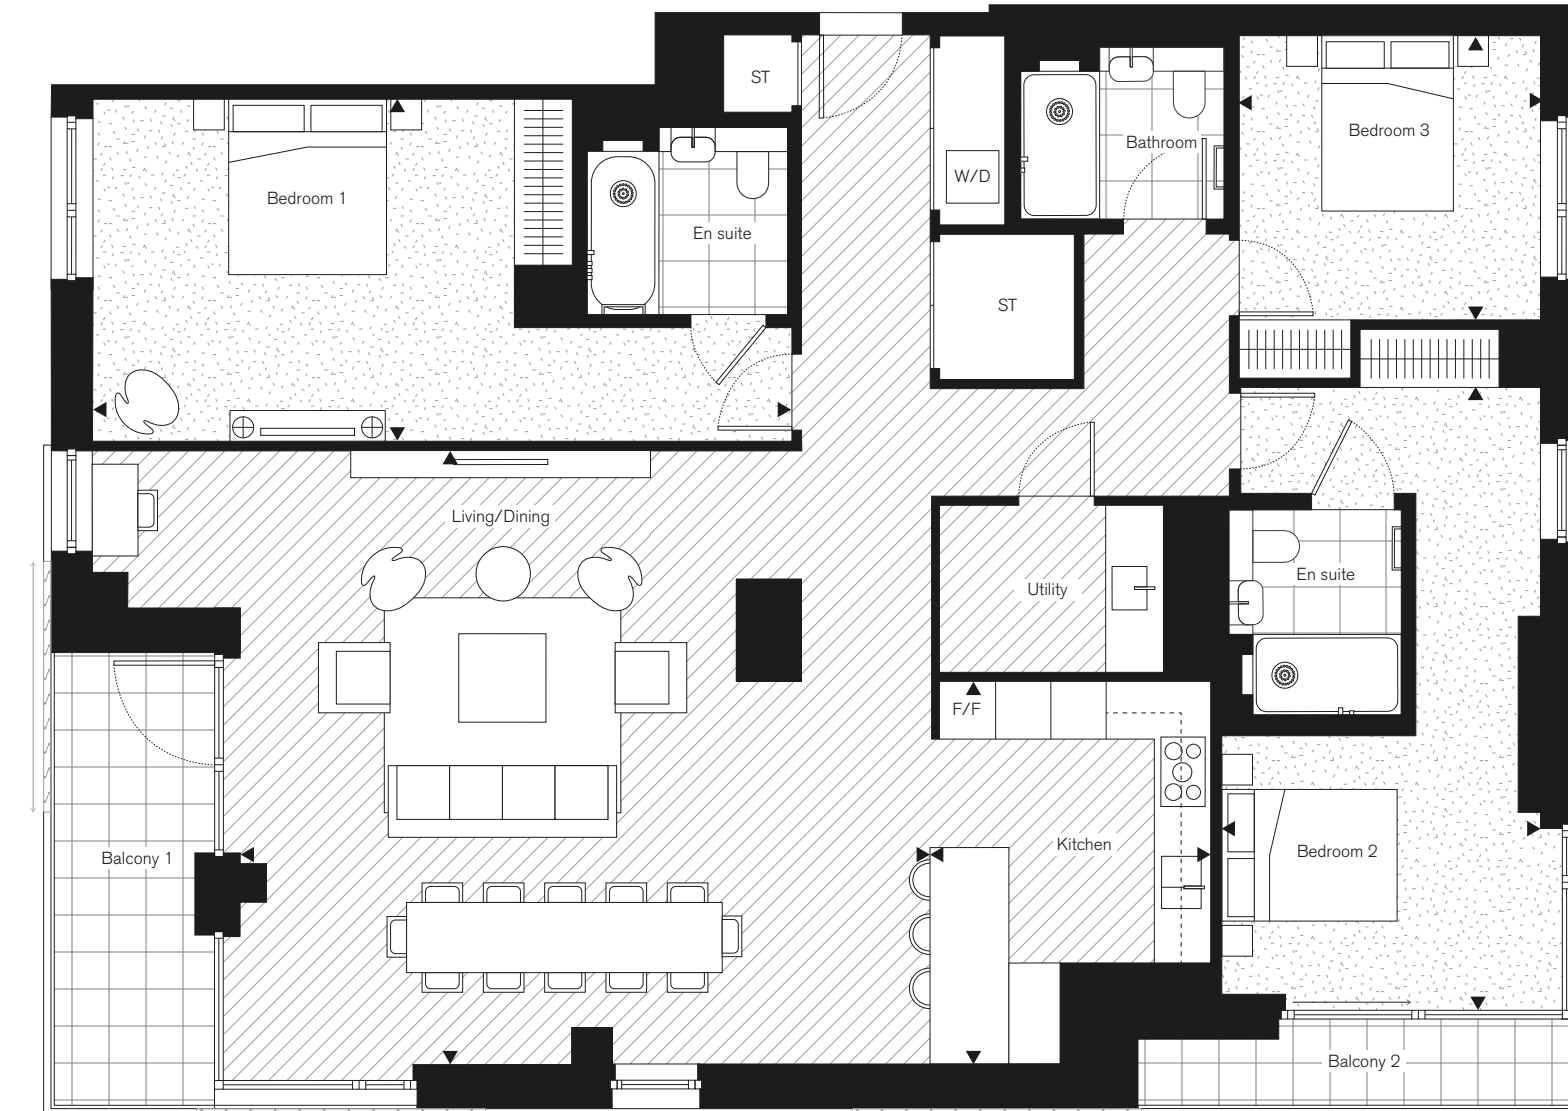 ST
Bedroom 3
Bathroom
W/D
Bedroom 1
En suite
ST
Living/Dining
En suite
Utility
F/F
Kitchen
Bedroom 2
Balcony 1
Balcony 2